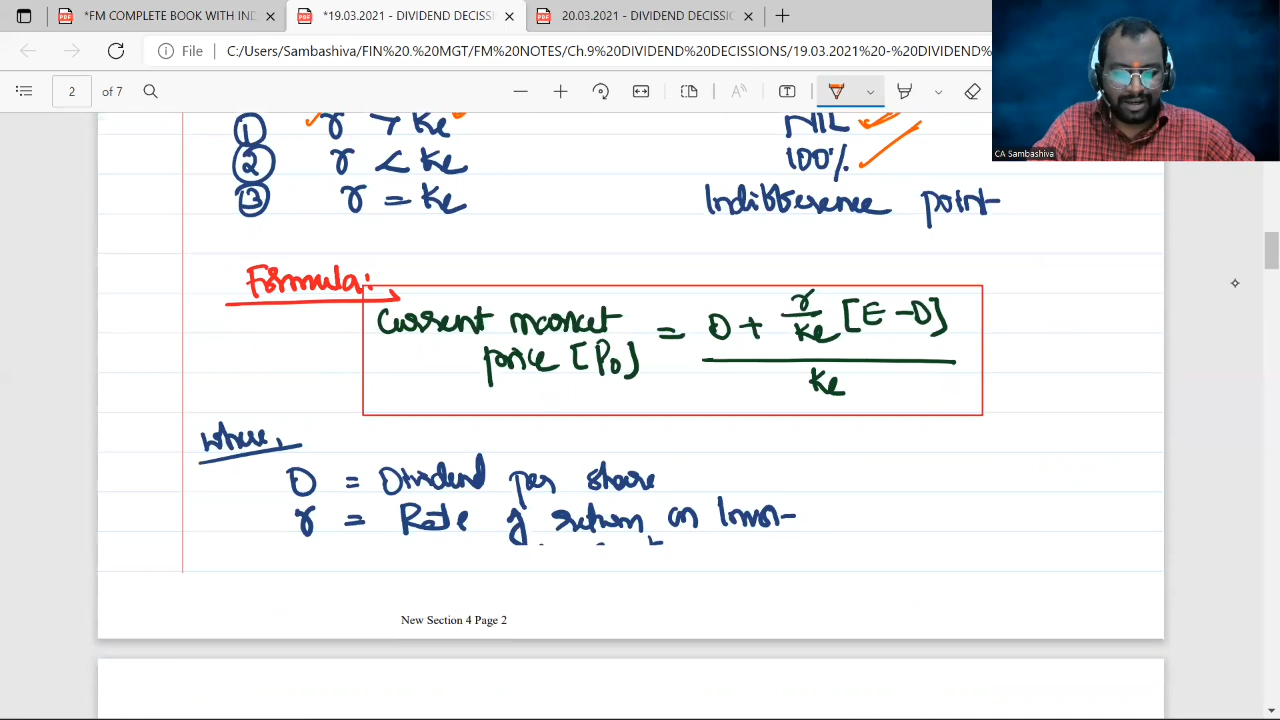 *FM COMPLETE BOOK WITH IND
*19.03.2021 - DIVIDEND DECISSIO
20.03.2021 - DIVIDEND DECISSIO
File
C:/Users/Sambashiva/FIN%20.%20MGT/FM%20NOTES/Ch.9%20DIVIDEND%20DECISSIONS/19.03.2021%20-%20DIVIDEND%
2 of 7
CA Sambashiva
① r > Ke NIL
② r < Ke 100%
③ r = Ke Indifference point
Formula:
Current market price [P0] = D + r/Ke [E - D]
Ke
where,
D = Dividend per share
r = Rate of return on Invest-
New Section 4 Page 2